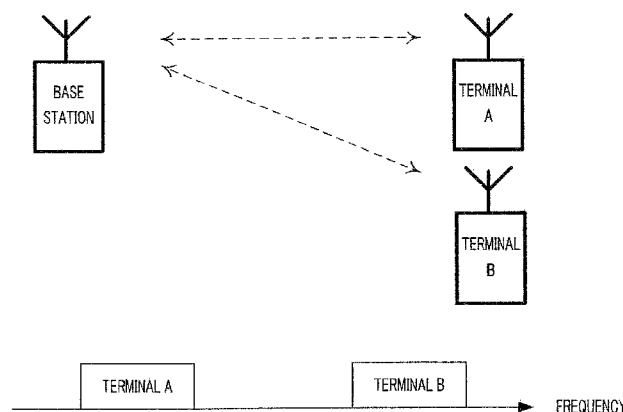 BASE
STATION
TERMINAL
A
TERMINAL
B
TERMINAL A
TERMINAL B
FREQUENCY